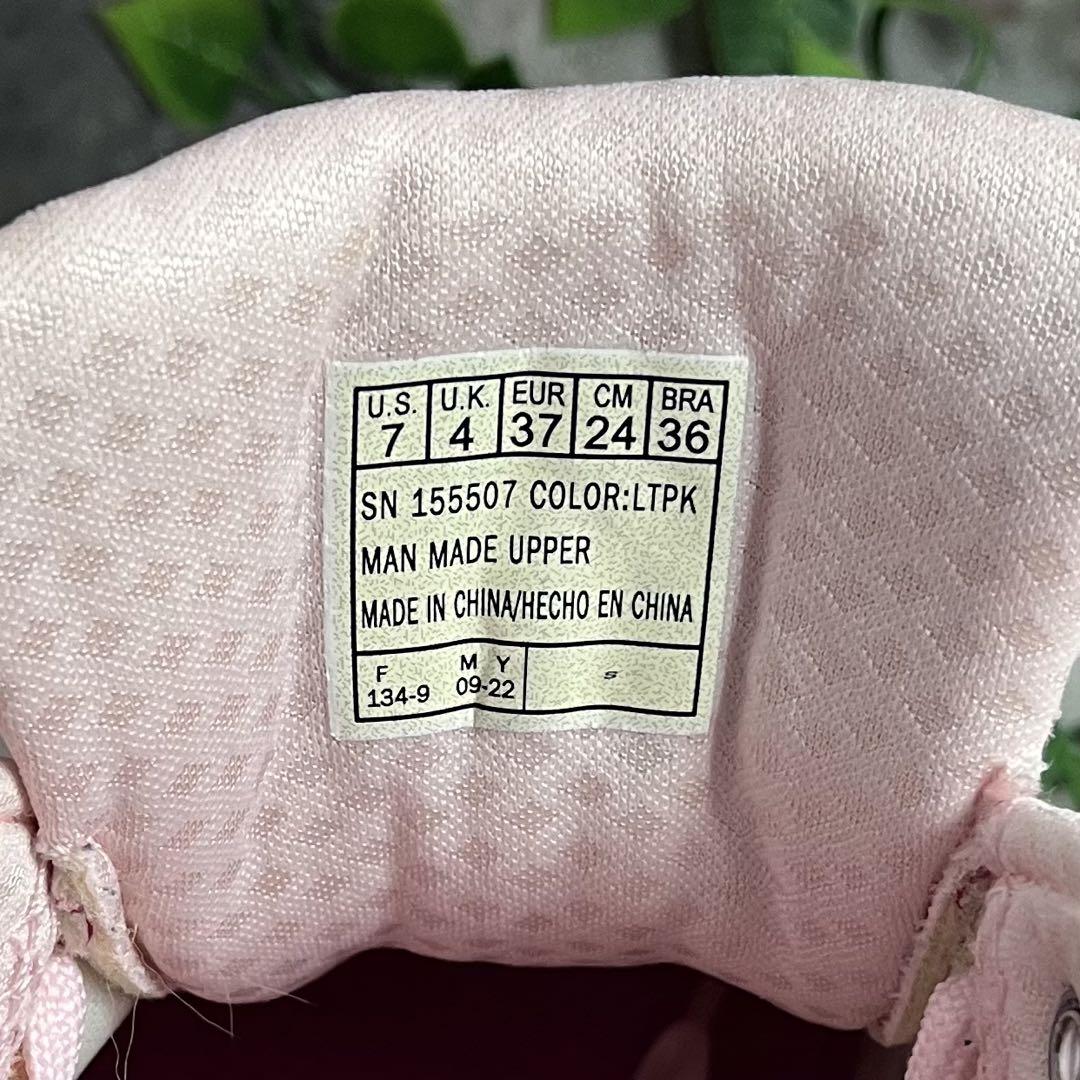 U.S. U.K. EUR CM BRA
7 4 37 24 36
SN 155507 COLOR:LTPK
MAN MADE UPPER
MADE IN CHINA/HECHO EN CHINA
F M Y
134-9 09-22 S